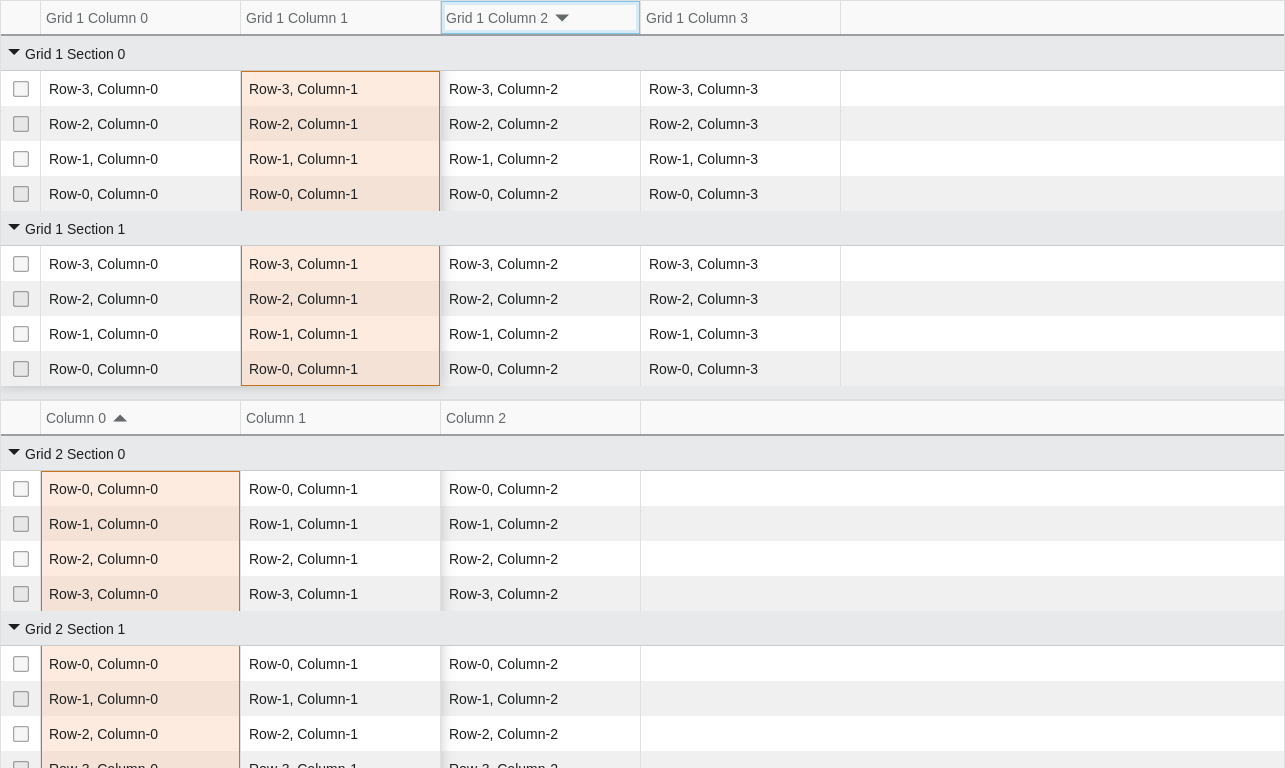 Grid 1 Column 0 Grid 1 Column 1 Grid 1 Column 2 Grid 1 Column 3
Grid 1 Section 0
Row-3, Column-0 Row-3, Column-1 Row-3, Column-2 Row-3, Column-3
Row-2, Column-0 Row-2, Column-1 Row-2, Column-2 Row-2, Column-3
Row-1, Column-0 Row-1, Column-1 Row-1, Column-2 Row-1, Column-3
Row-0, Column-0 Row-0, Column-1 Row-0, Column-2 Row-0, Column-3
Grid 1 Section 1
Row-3, Column-0 Row-3, Column-1 Row-3, Column-2 Row-3, Column-3
Row-2, Column-0 Row-2, Column-1 Row-2, Column-2 Row-2, Column-3
Row-1, Column-0 Row-1, Column-1 Row-1, Column-2 Row-1, Column-3
Row-0, Column-0 Row-0, Column-1 Row-0, Column-2 Row-0, Column-3
Column 0 Column 1 Column 2
Grid 2 Section 0
Row-0, Column-0 Row-0, Column-1 Row-0, Column-2
Row-1, Column-0 Row-1, Column-1 Row-1, Column-2
Row-2, Column-0 Row-2, Column-1 Row-2, Column-2
Row-3, Column-0 Row-3, Column-1 Row-3, Column-2
Grid 2 Section 1
Row-0, Column-0 Row-0, Column-1 Row-0, Column-2
Row-1, Column-0 Row-1, Column-1 Row-1, Column-2
Row-2, Column-0 Row-2, Column-1 Row-2, Column-2
Row-3, Column-0 Row-3, Column-1 Row-3, Column-2